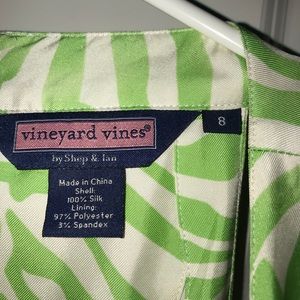 vineyard vines®
by Shep & Ian
8
Made in China
Shell:
100% Silk
Lining:
97% Polyester
3% Spandex